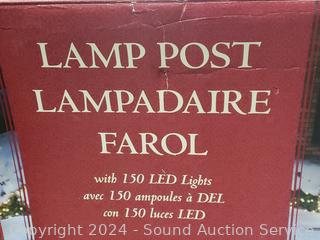 LAMP POST
LAMPADAIRE
FAROL
with 150 LED Lights
avec 150 ampoules à DEL
con 150 luces LED
Copyright 2024 - Sound Auction Service